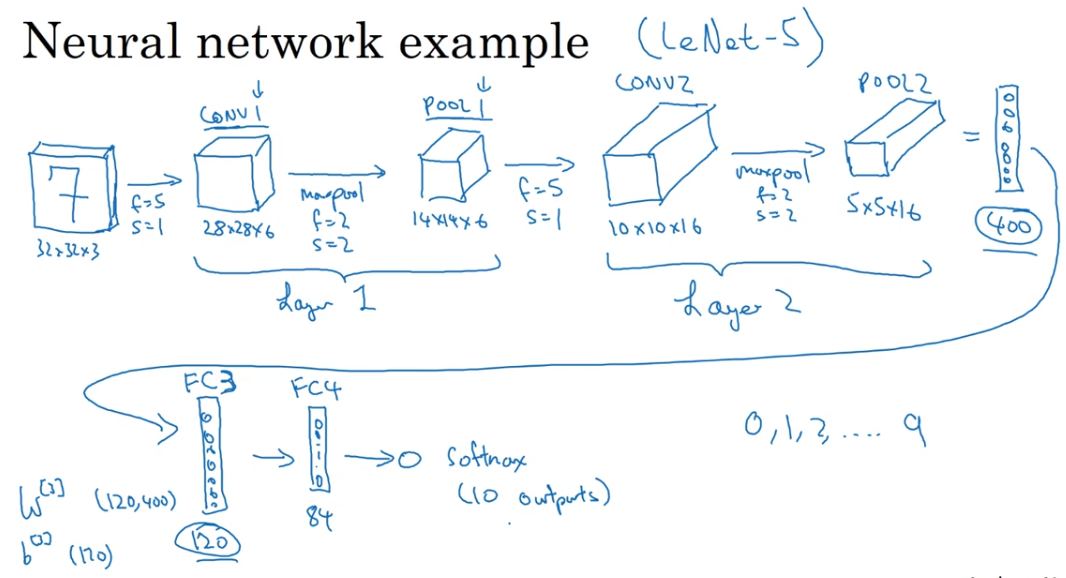 Neural network example (LeNet-5)
CONV1
POOL1
CONV2
POOL2
7
32×32×3
f=5
s=1
28×28×6
maxpool
f=2
s=2
14×14×6
f=5
s=1
10×10×16
maxpool
f=2
s=2
5×5×16
=
400
Layer 1
Layer 2
FC3
FC4
0,1,2,.... 9
Softmax
(10 outputs)
W[3] (120,400)
b[3] (120)
120
84